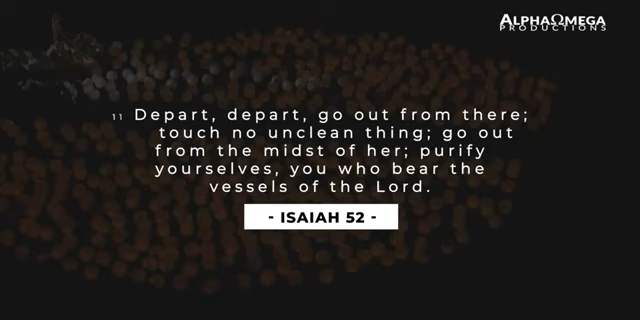 ALPHAΩMEGA
PRODUCTIONS
11 Depart, depart, go out from there;
touch no unclean thing; go out
from the midst of her; purify
yourselves, you who bear the
vessels of the Lord.
- ISAIAH 52 -